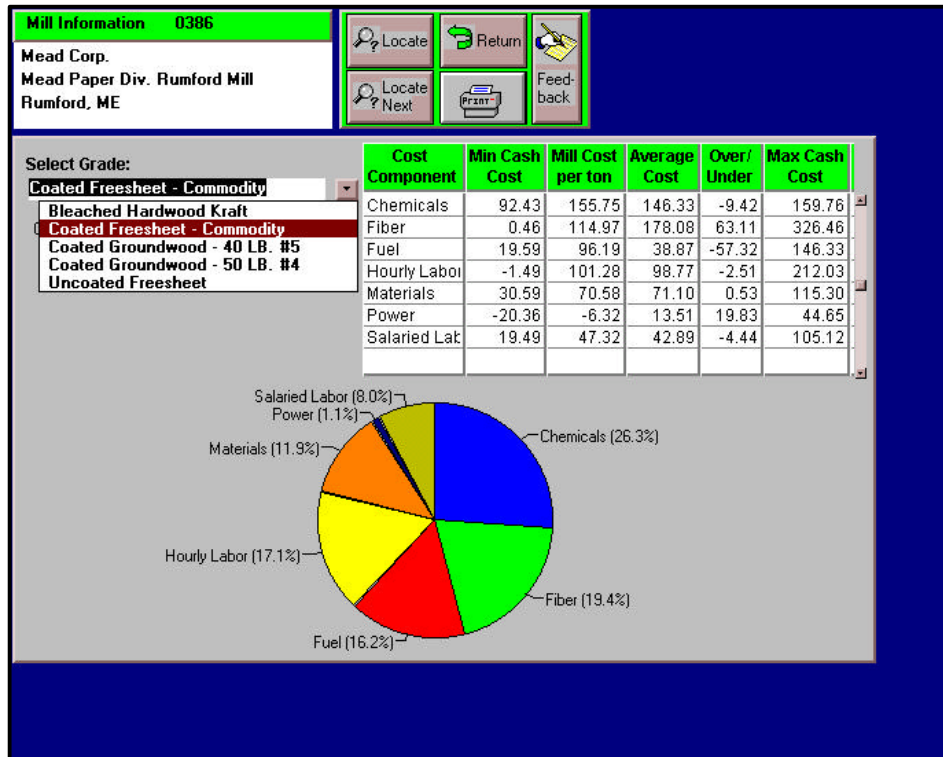 Mill Information 0386
Mead Corp.
Mead Paper Div. Rumford Mill
Rumford, ME
Locate
Return
Locate Next
Print
Feed-
back
Select Grade:
Coated Freesheet - Commodity
Bleached Hardwood Kraft
Coated Freesheet - Commodity
Coated Groundwood - 40 LB. #5
Coated Groundwood - 50 LB. #4
Uncoated Freesheet
Cost Component Min Cash Cost Mill Cost per ton Average Cost Over/ Under Max Cash Cost
Chemicals 92.43 155.75 146.33 -9.42 159.76
Fiber 0.46 114.97 178.08 63.11 326.46
Fuel 19.59 96.19 38.87 -57.32 146.33
Hourly Labor -1.49 101.28 98.77 -2.51 212.03
Materials 30.59 70.58 71.10 0.53 115.30
Power -20.36 -6.32 13.51 19.83 44.65
Salaried Lab 19.49 47.32 42.89 -4.44 105.12
Salaried Labor (8.0%)
Power (1.1%)
Materials (11.9%)
Chemicals (26.3%)
Hourly Labor (17.1%)
Fiber (19.4%)
Fuel (16.2%)